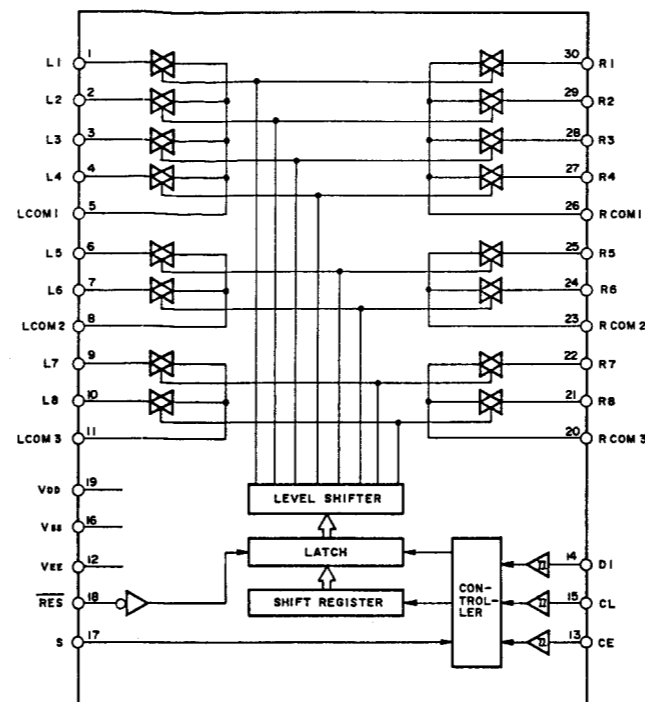 L1 1 30 R1
L2 2 29 R2
L3 3 28 R3
L4 4 27 R4
LCOM1 5 26 RCOM1
L5 6 25 R5
L6 7 24 R6
LCOM2 8 23 RCOM2
L7 9 22 R7
L8 10 21 R8
LCOM3 11 20 RCOM3
VDD 19
LEVEL SHIFTER
VSS 16
LATCH
VEE 12
14 DI
RES 18
SHIFT REGISTER
CON-
TROL-
LER
15 CL
S 17
13 CE